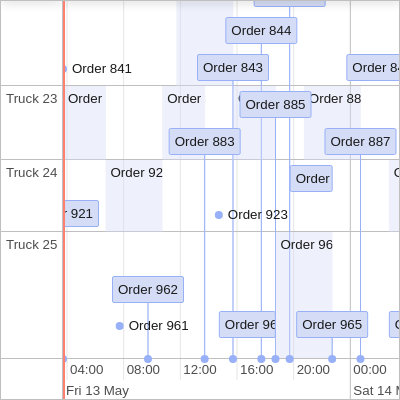 Order 844
Order 841
Order 843
Order 84
Truck 23
Order
Order
Order 885
Order 88
Order 883
Order 887
Truck 24
Order 92
Order
921
Order 923
Truck 25
Order 96
Order 962
Order 961
Order 96
Order 965
04:00 08:00 12:00 16:00 20:00 00:00
Fri 13 May
Sat 14